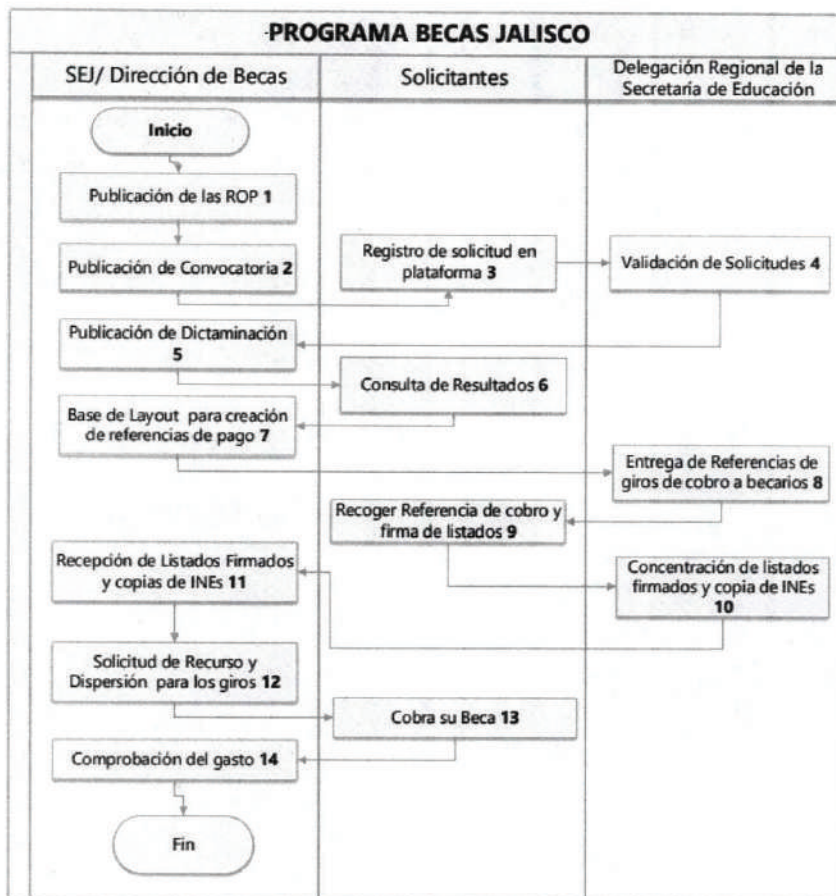 -PROGRAMA BECAS JALISCO
SEJ/ Dirección de Becas
Solicitantes
Delegación Regional de la
Secretaría de Educación
Inicio
Publicación de las ROP 1
Publicación de Convocatoria 2
Registro de solicitud en
plataforma 3
Validación de Solicitudes 4
Publicación de Dictaminación
5
Consulta de Resultados 6
Base de Layout para creación
de referencias de pago 7
Entrega de Referencias de
giros de cobro a becarios 8
Recoger Referencia de cobro y
firma de listados 9
Concentración de listados
firmados y copia de INEs
10
Recepción de Listados Firmados
y copias de INEs 11
Solicitud de Recurso y
Dispersión para los giros 12
Cobra su Beca 13
Comprobación del gasto 14
Fin